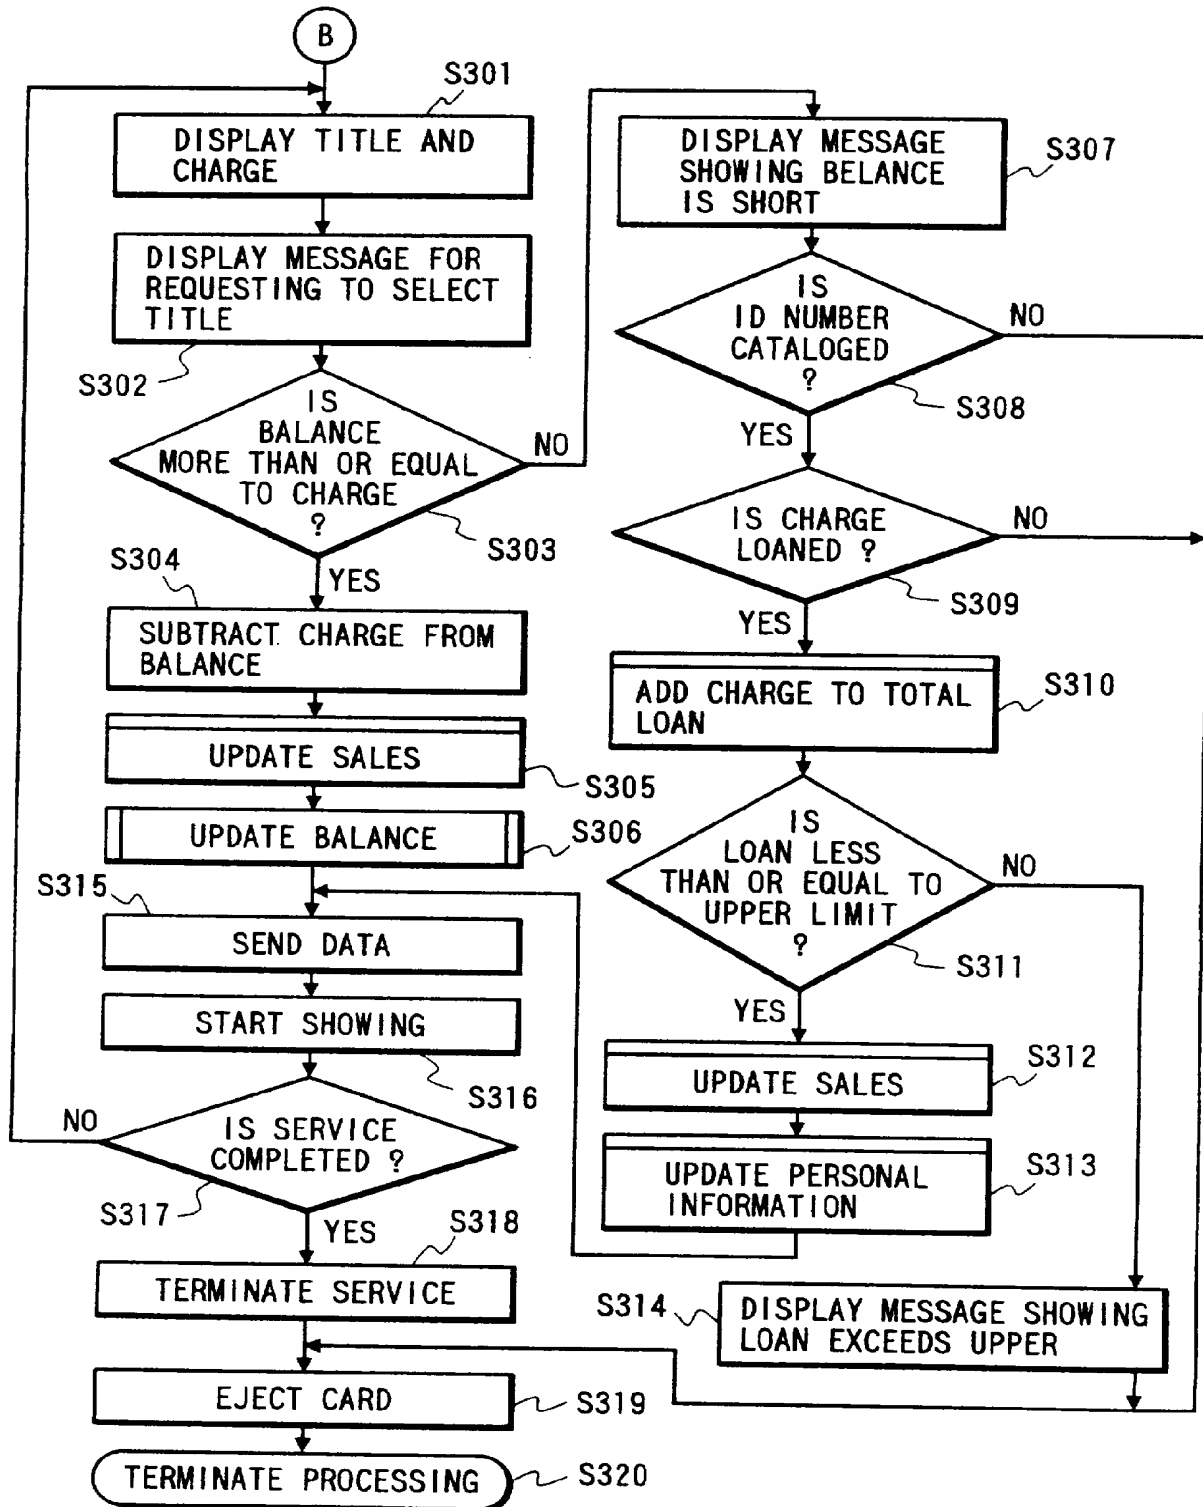 B
S301
DISPLAY TITLE AND
CHARGE
DISPLAY MESSAGE FOR
REQUESTING TO SELECT
TITLE
S302
IS
BALANCE
MORE THAN OR EQUAL
TO CHARGE
?
NO
S303
YES
S304
SUBTRACT CHARGE FROM
BALANCE
UPDATE SALES
S305
UPDATE BALANCE
S306
S315
SEND DATA
START SHOWING
S316
NO
IS SERVICE
COMPLETED ?
S317
YES
S318
TERMINATE SERVICE
EJECT CARD
S319
TERMINATE PROCESSING
S320
DISPLAY MESSAGE
SHOWING BELANCE
IS SHORT
S307
IS
ID NUMBER
CATALOGED
?
NO
S308
YES
IS CHARGE
LOANED ?
NO
S309
YES
ADD CHARGE TO TOTAL
LOAN
S310
IS
LOAN LESS
THAN OR EQUAL TO
UPPER LIMIT
?
NO
S311
YES
UPDATE SALES
S312
UPDATE PERSONAL
INFORMATION
S313
S314
DISPLAY MESSAGE SHOWING
LOAN EXCEEDS UPPER